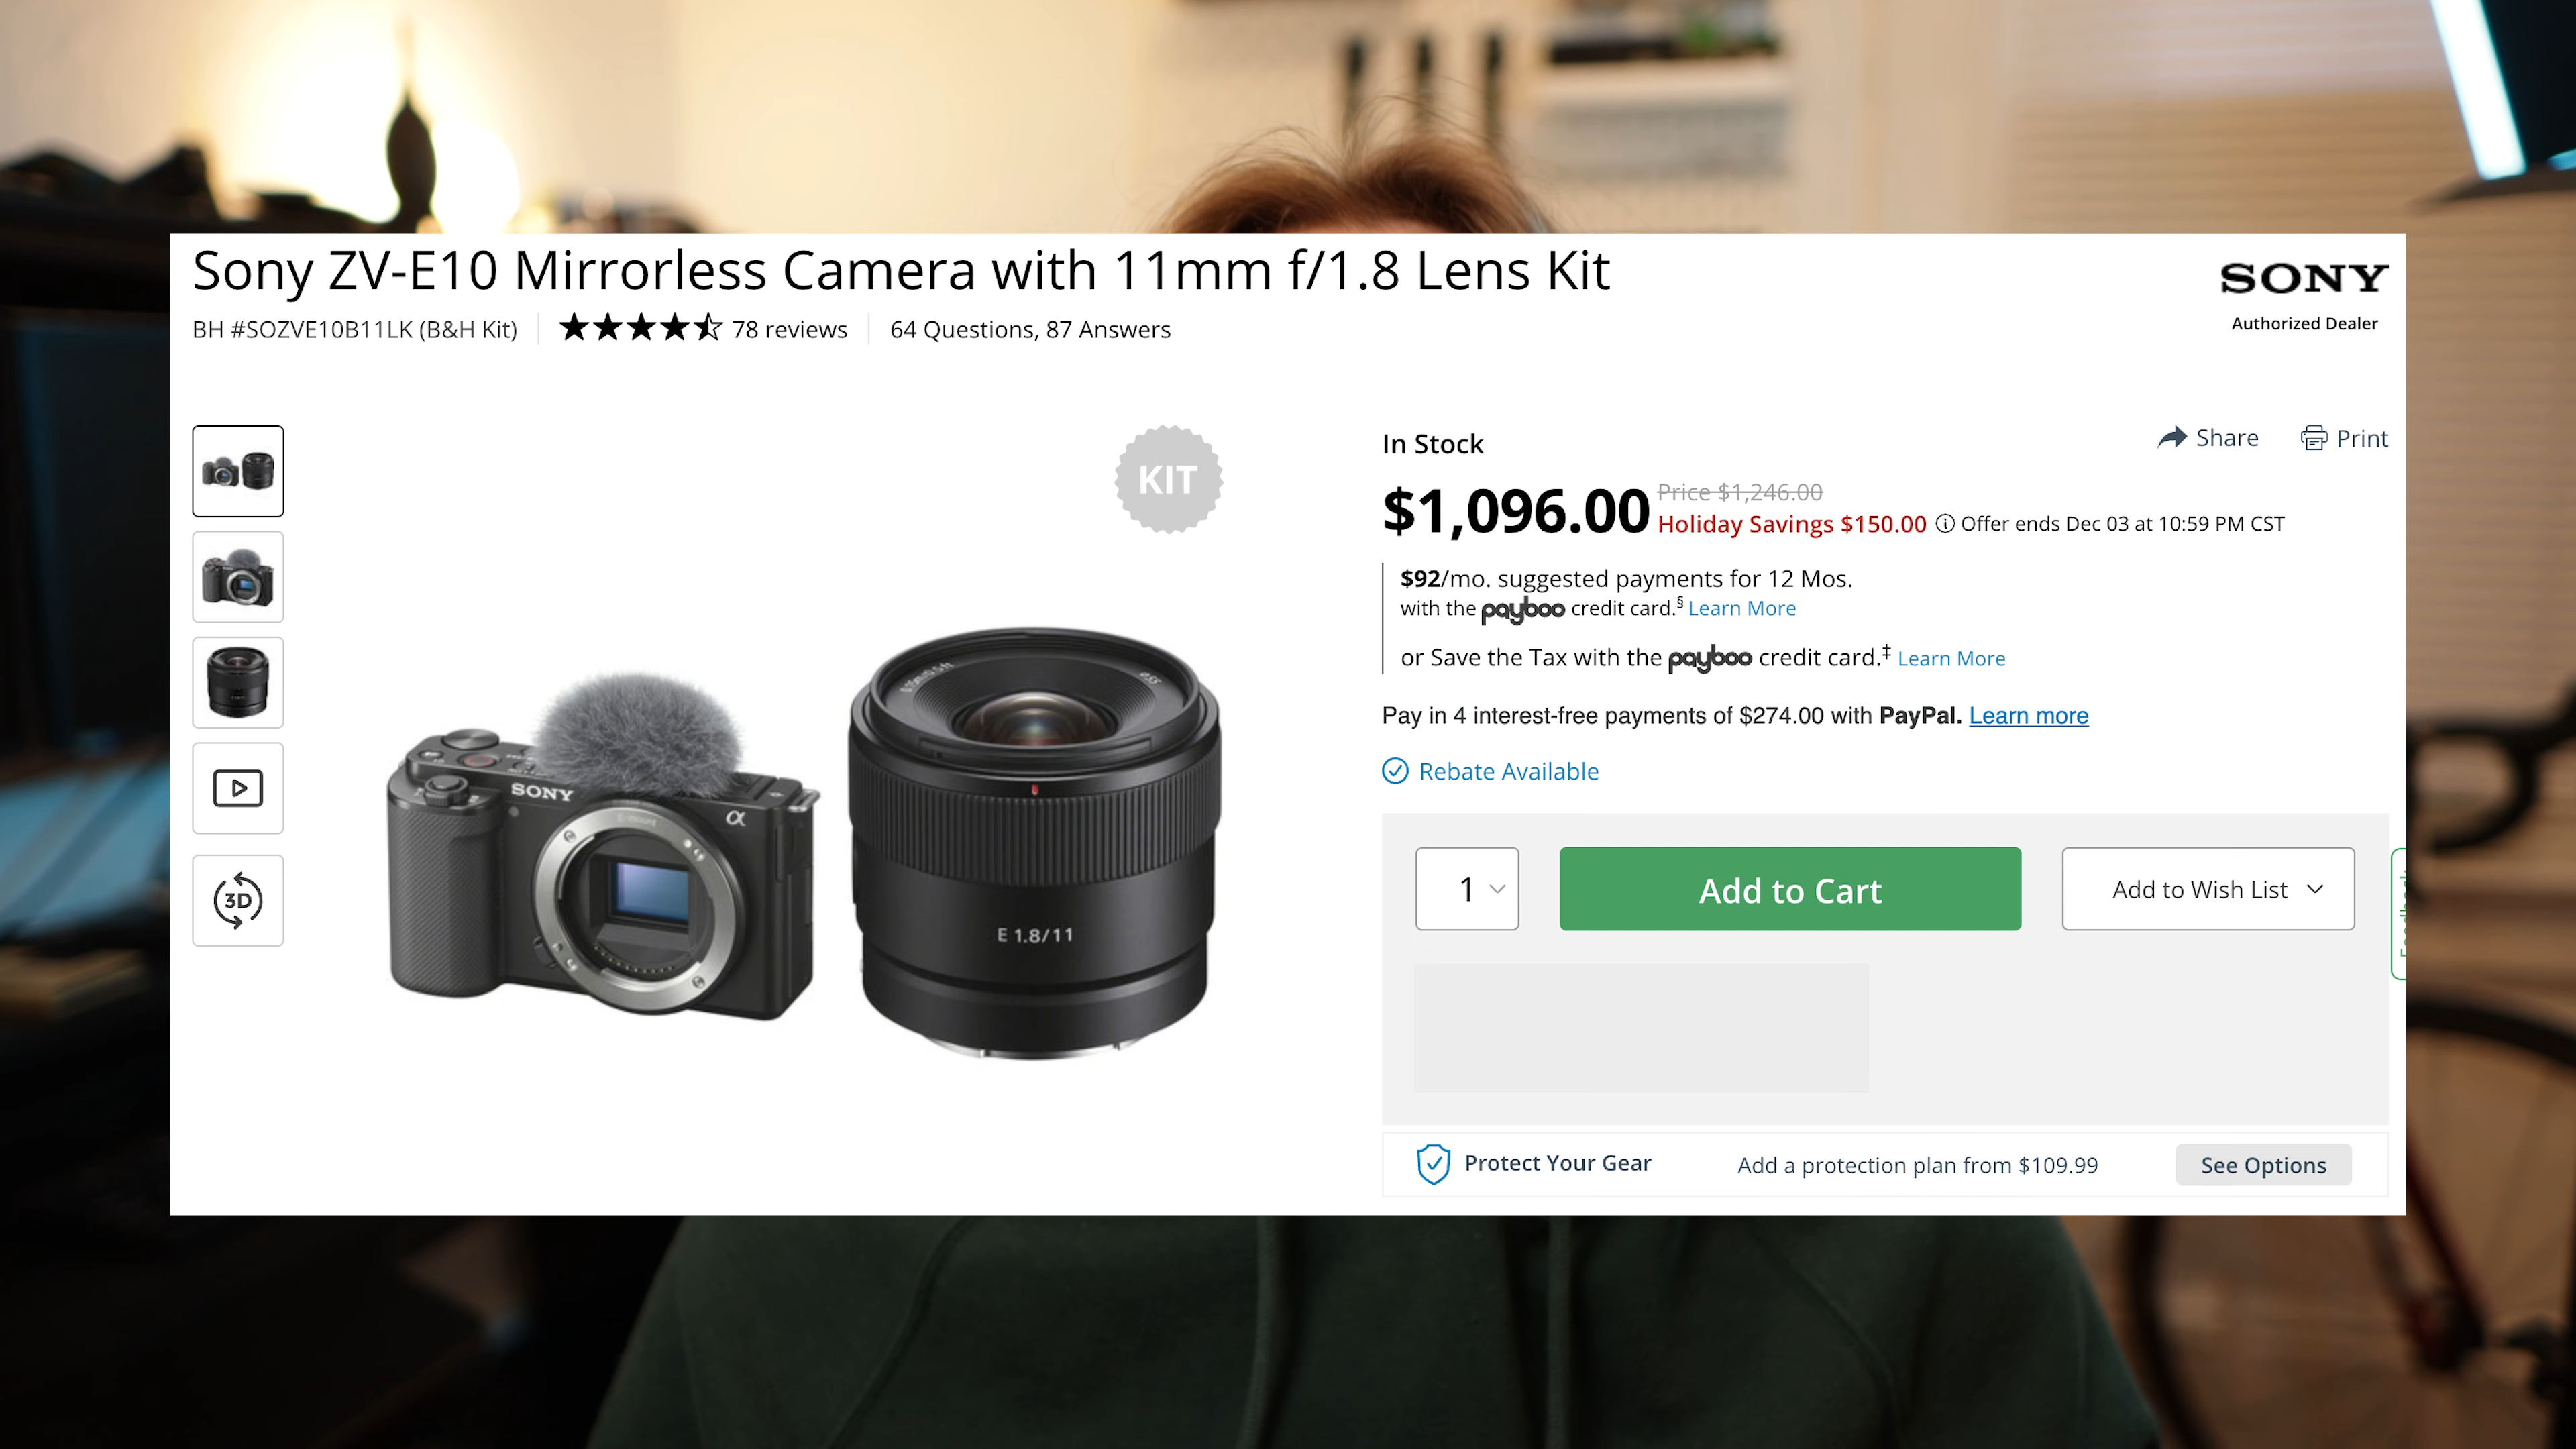 Sony ZV-E10 Mirrorless Camera with 11mm f/1.8 Lens Kit
SONY
Authorized Dealer
BH #SOZVE10B11LK (B&H Kit)
78 reviews
64 Questions, 87 Answers
KIT
SONY
α
E 1.8/11
3D
In Stock
Share
Print
$1,096.00
Price $1,246.00
Holiday Savings $150.00 Offer ends Dec 03 at 10:59 PM CST
$92/mo. suggested payments for 12 Mos.
with the payboo credit card.§ Learn More
or Save the Tax with the payboo credit card.‡ Learn More
Pay in 4 interest-free payments of $274.00 with PayPal. Learn more
Rebate Available
1
Add to Cart
Add to Wish List
Protect Your Gear
Add a protection plan from $109.99
See Options